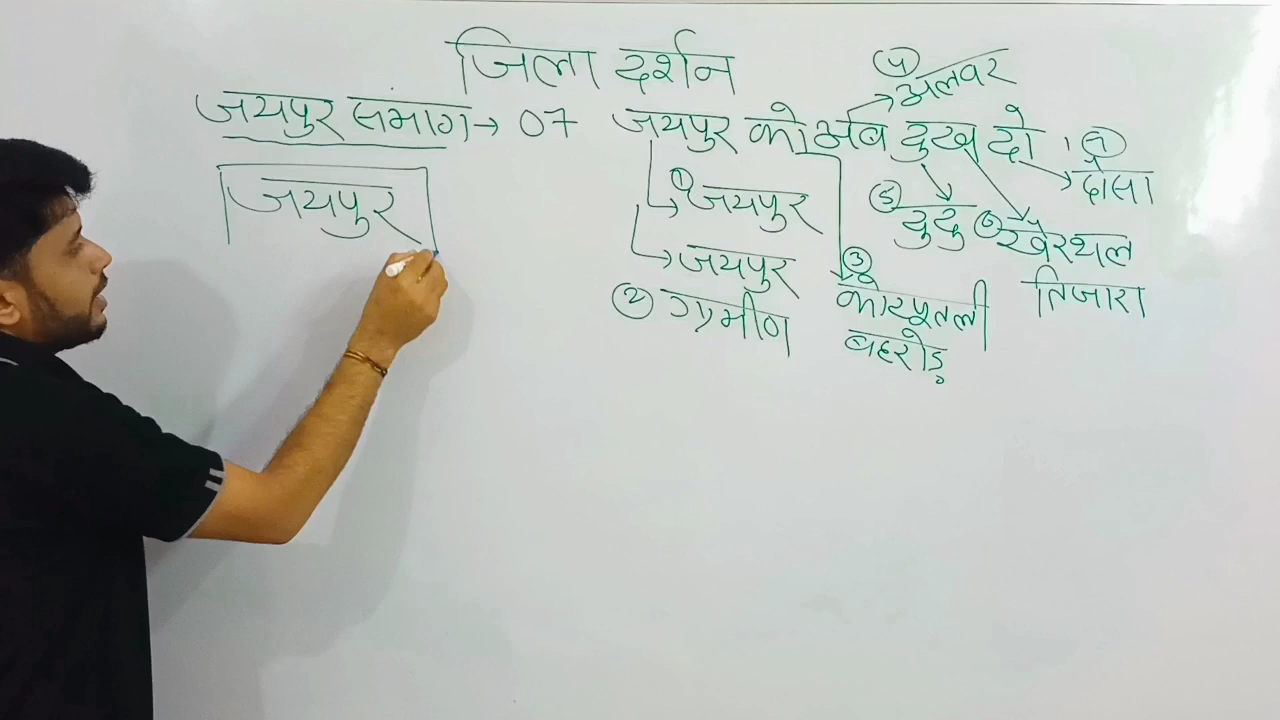 जिला दर्शन
जयपुर संभाग → 07 जयपुर को अब दुख दो
जयपुर
① जयपुर
② जयपुर
ग्रमीण
③ कोटपूतली
बहरोड़
④ अलवर
⑤ दुदु
⑥ खैरथल
तिजारा
⑦ दौसा